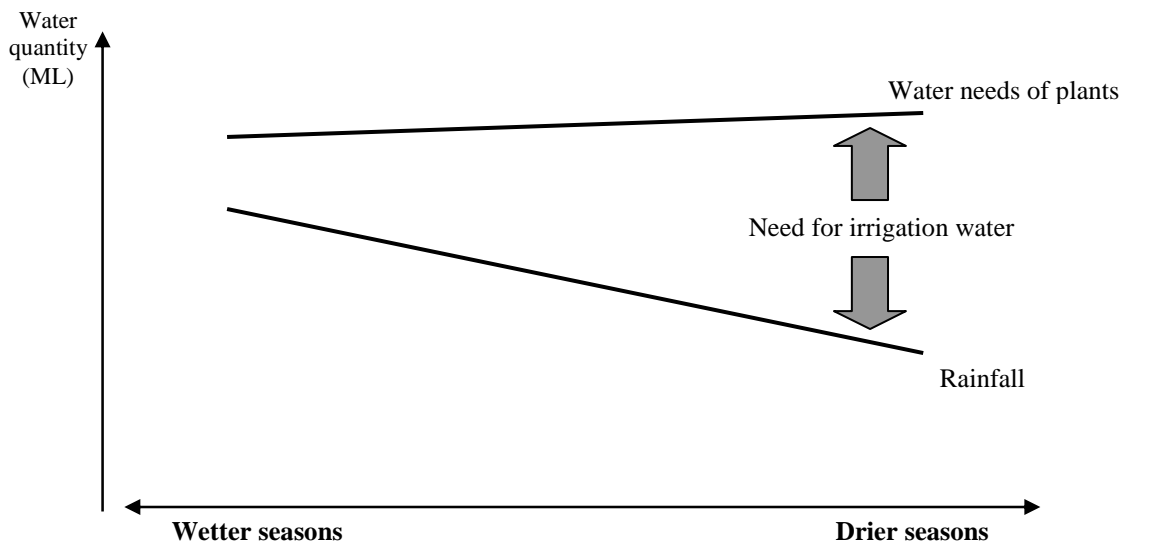 Water
quantity
(ML)
Water needs of plants
Need for irrigation water
Rainfall
Wetter seasons
Drier seasons